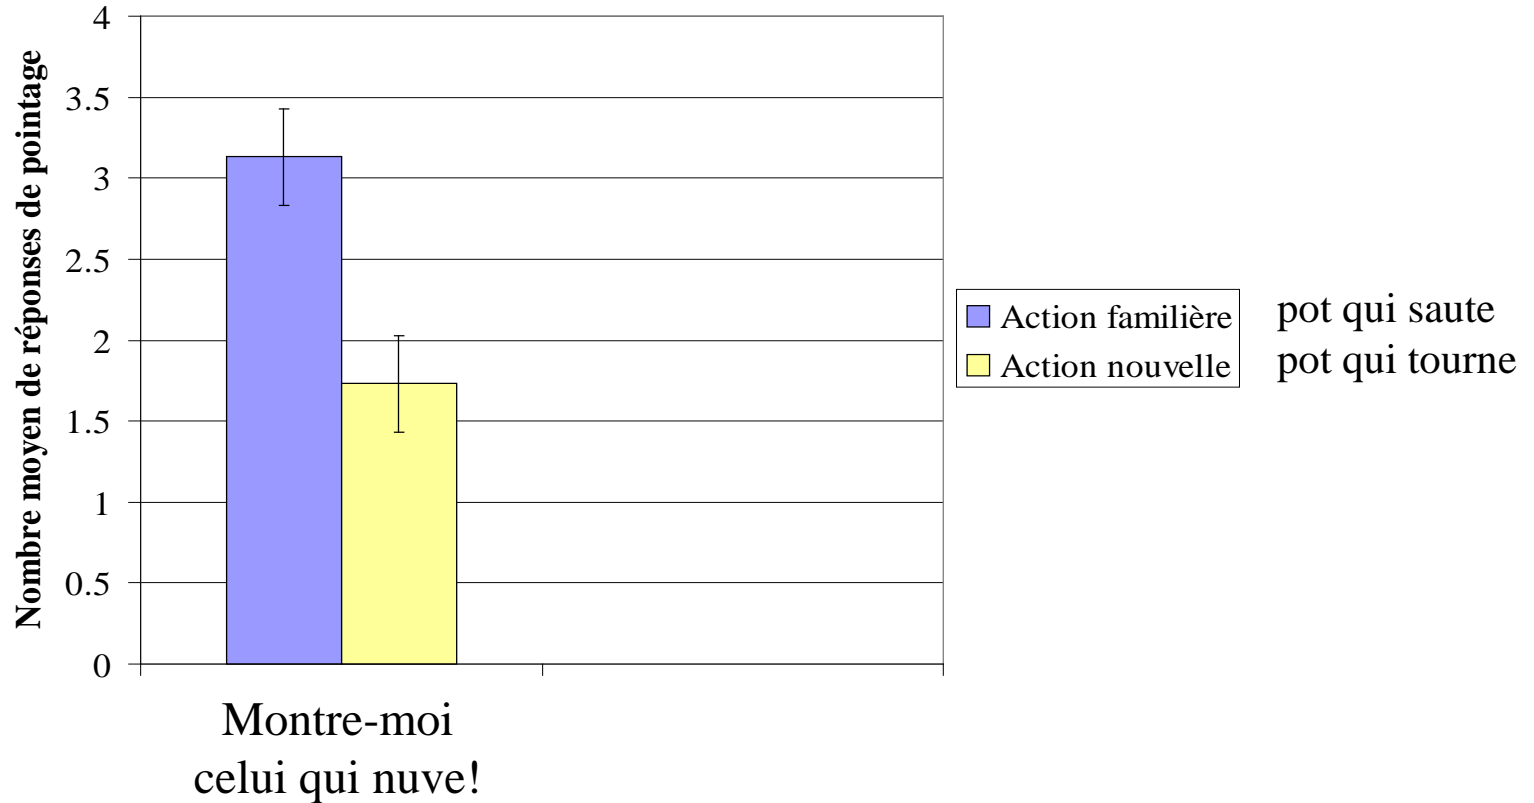 Nombre moyen de réponses de pointage
4
3.5
3
2.5
2
1.5
1
0.5
0
Montre-moi
celui qui nuve!
Action familière
Action nouvelle
pot qui saute
pot qui tourne